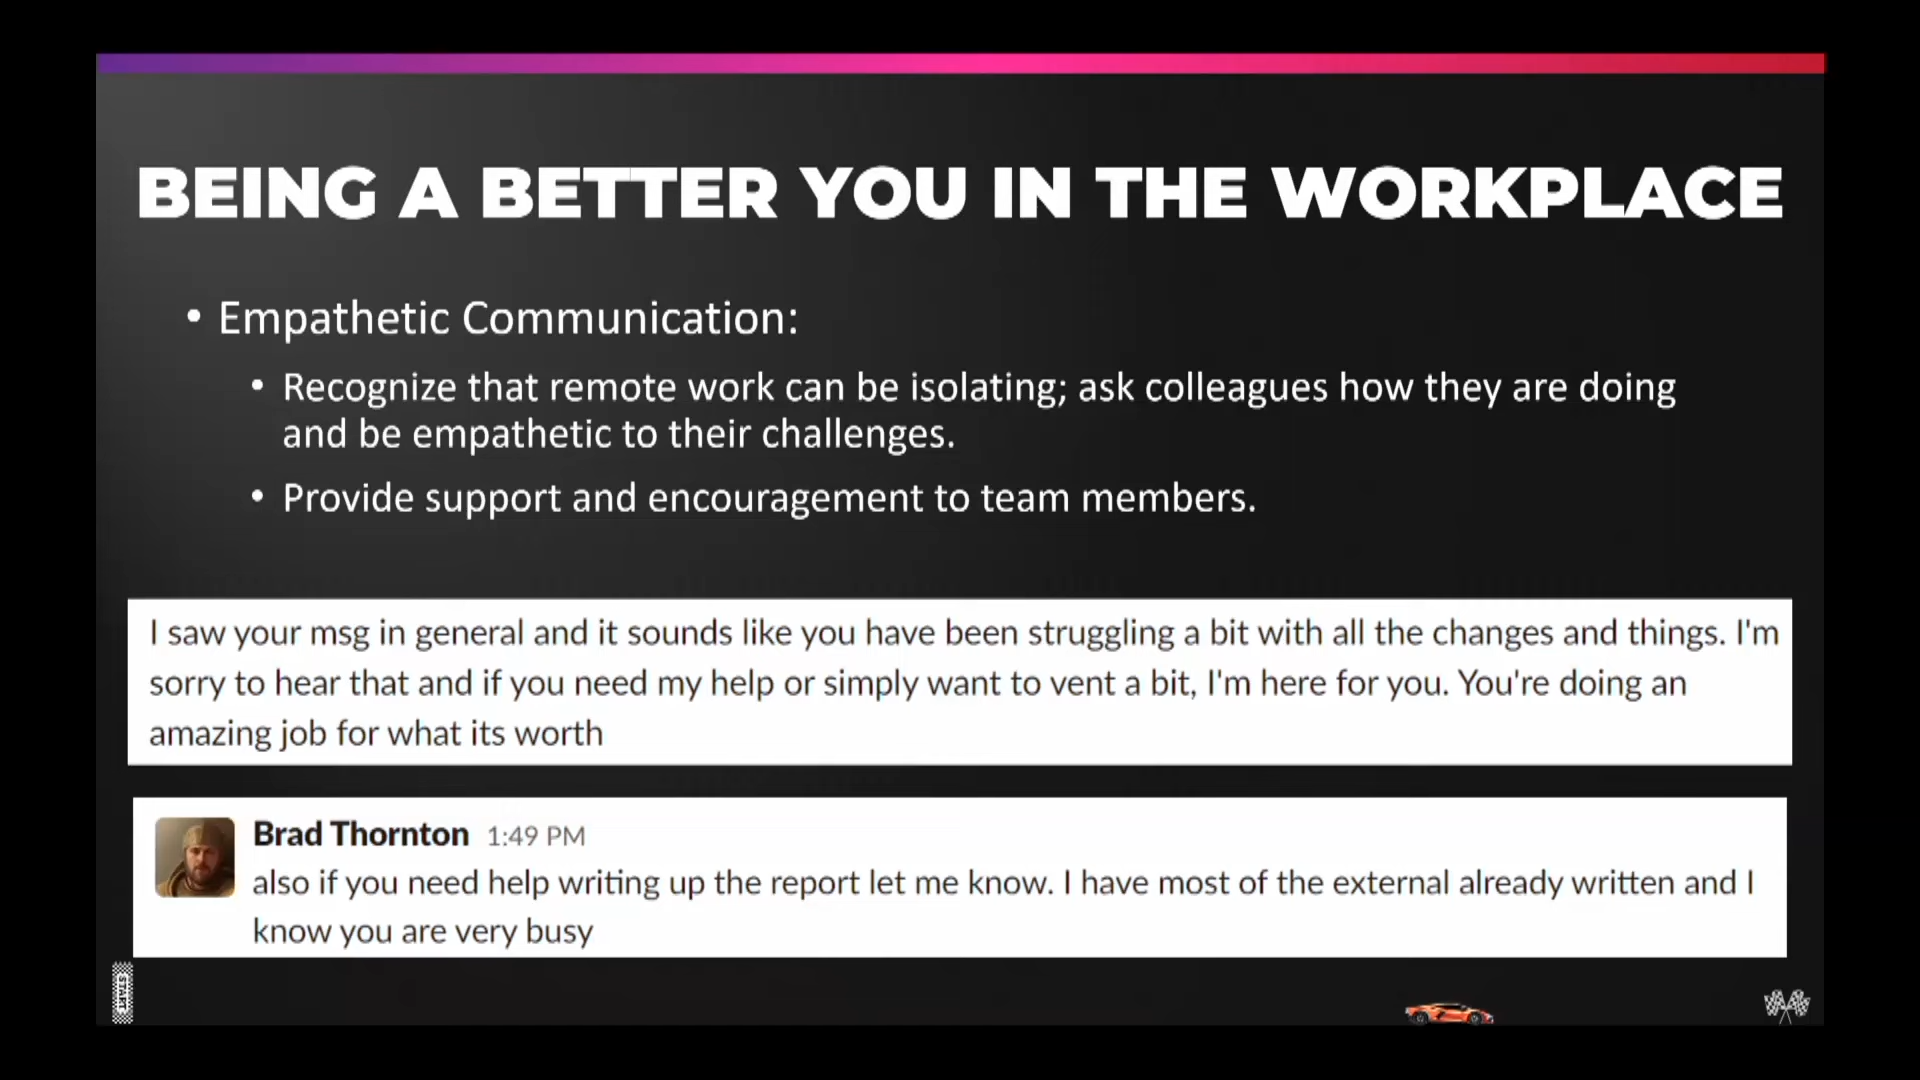 BEING A BETTER YOU IN THE WORKPLACE
• Empathetic Communication:
• Recognize that remote work can be isolating; ask colleagues how they are doing
and be empathetic to their challenges.
• Provide support and encouragement to team members.
I saw your msg in general and it sounds like you have been struggling a bit with all the changes and things. I'm
sorry to hear that and if you need my help or simply want to vent a bit, I'm here for you. You're doing an
amazing job for what its worth
Brad Thornton 1:49 PM
also if you need help writing up the report let me know. I have most of the external already written and I
know you are very busy
START